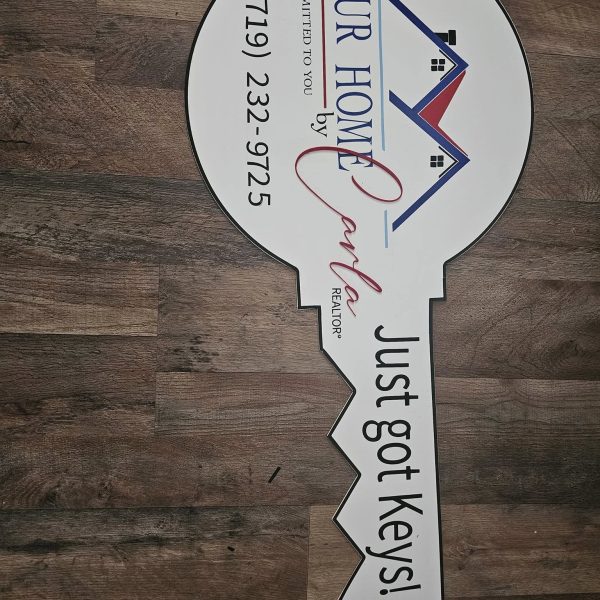 UR HOME
MITTED TO YOU
by
Carla
REALTOR®
719) 232-9725
Just got Keys!